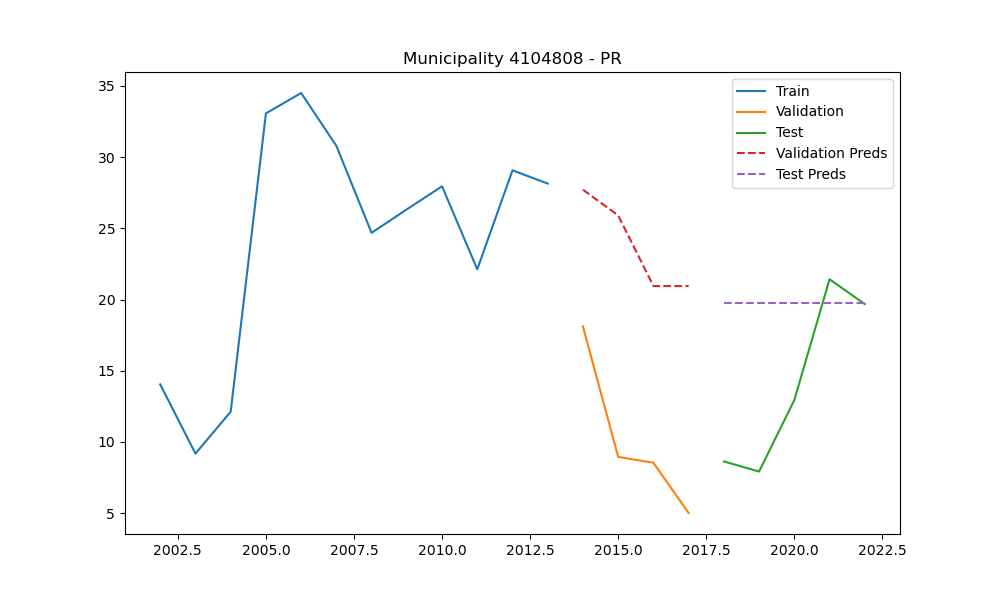 Municipality 4104808 - PR
35
30
25
20
15
10
5
2002.5 2005.0 2007.5 2010.0 2012.5 2015.0 2017.5 2020.0 2022.5
Train
Validation
Test
Validation Preds
Test Preds